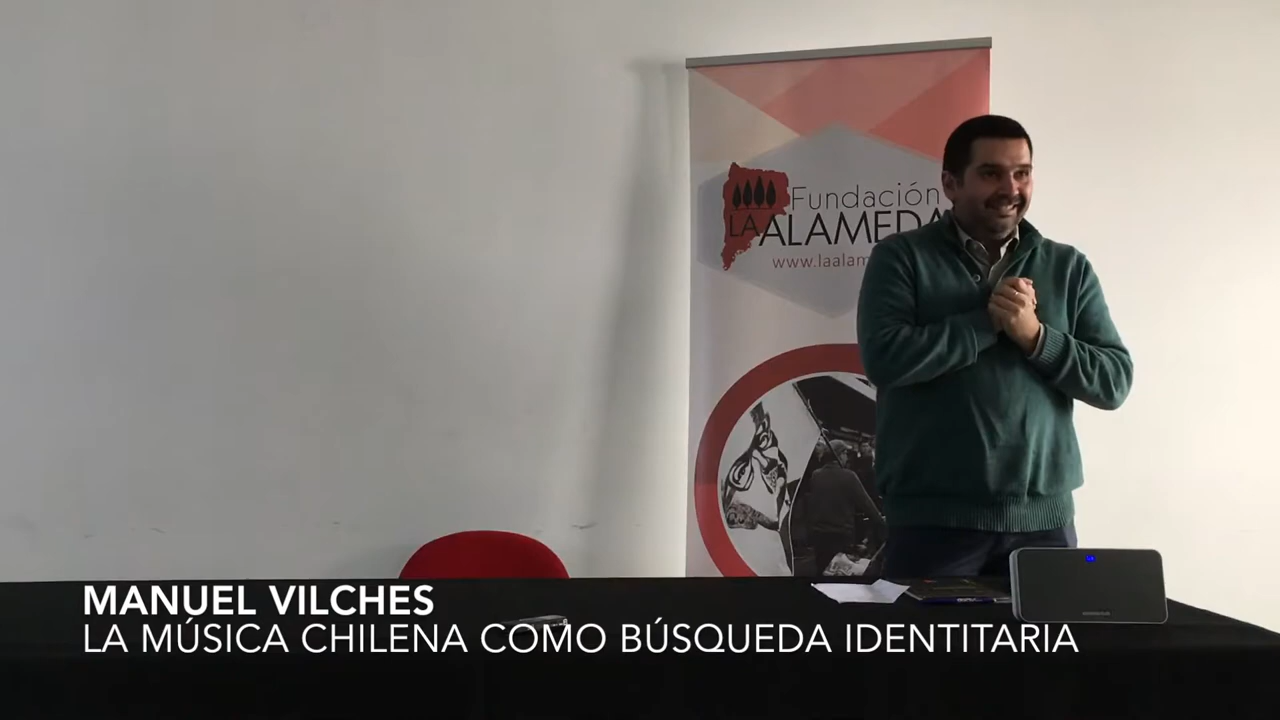 Fundación
LA ALAMEDA
MANUEL VILCHES
LA MÚSICA CHILENA COMO BÚSQUEDA IDENTITARIA